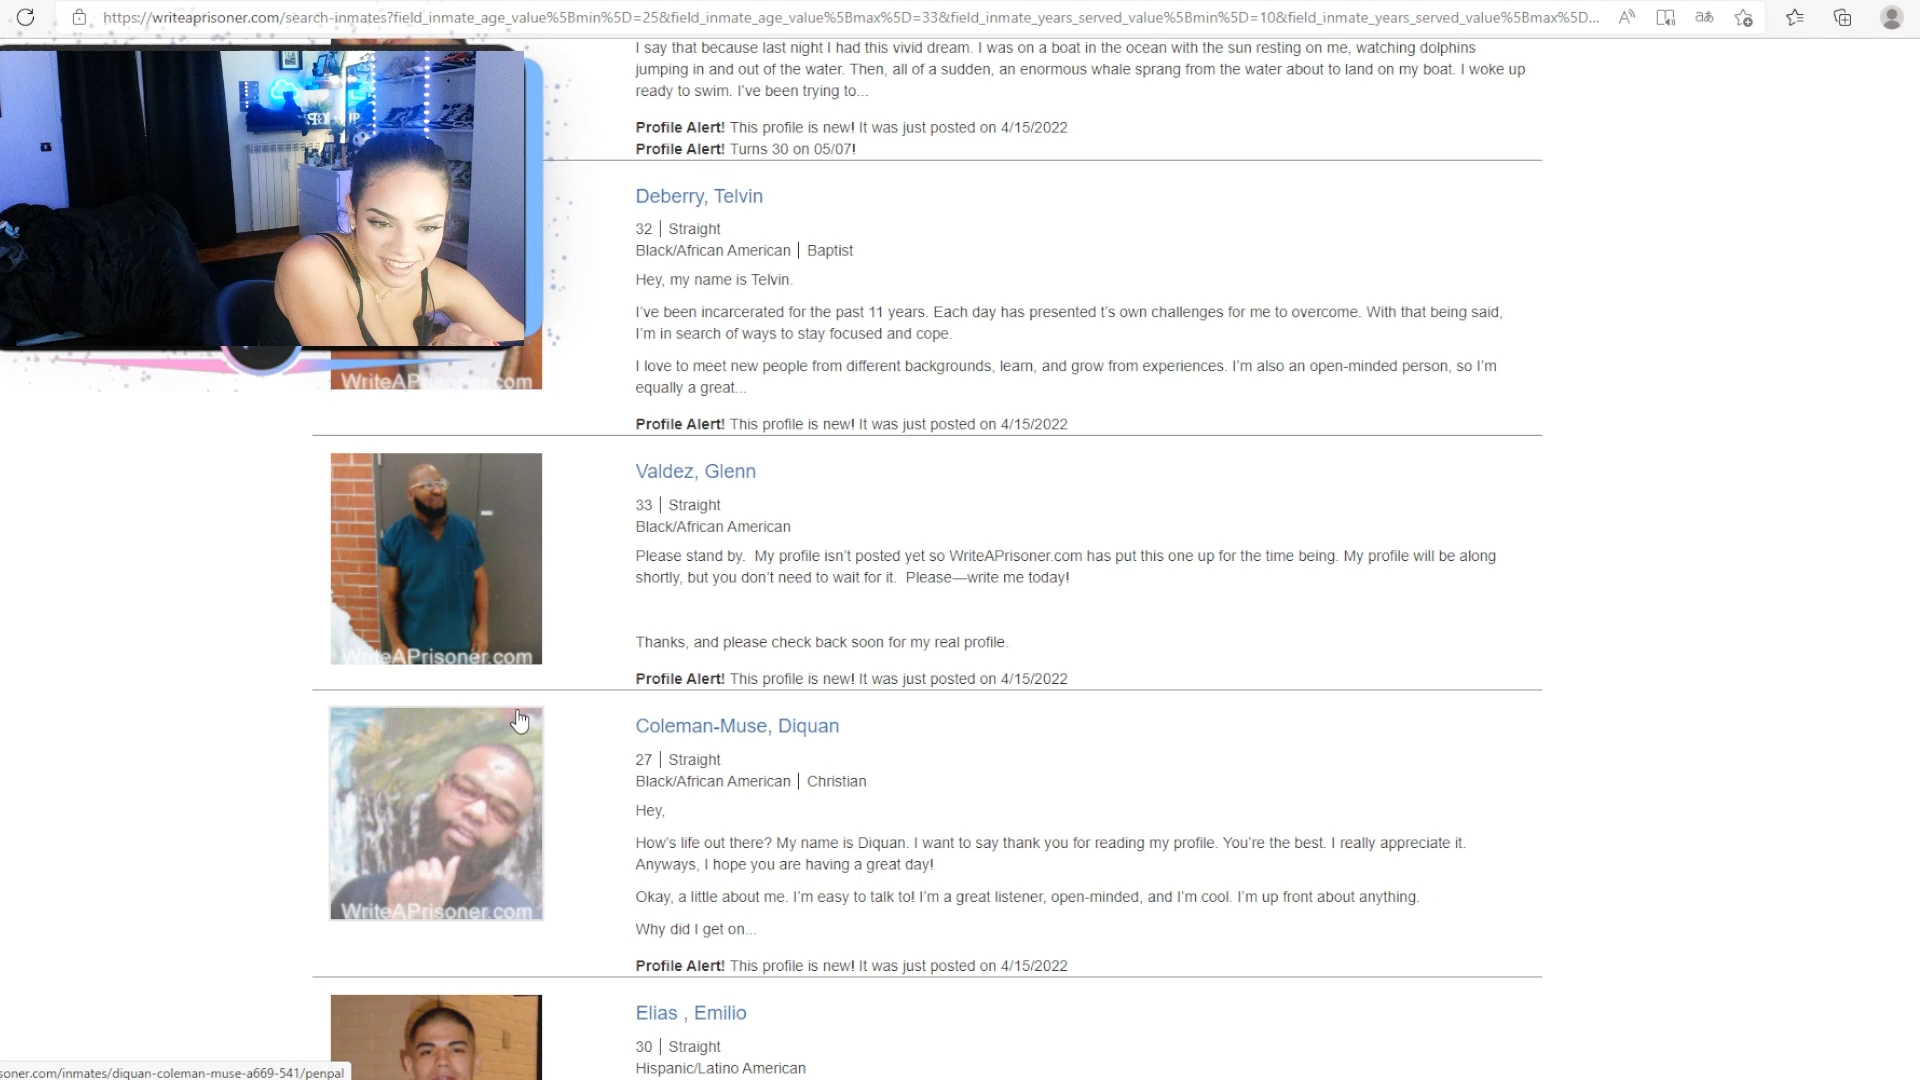 https://writeaprisoner.com/search-inmates?field_inmate_age_value%5Bmin%5D=25&field_inmate_age_value%5Bmax%5D=33&field_inmate_years_served_value%5Bmin%5D=10&field_inmate_years_served_value%5Bmax%5D...
I say that because last night I had this vivid dream. I was on a boat in the ocean with the sun resting on me, watching dolphins
jumping in and out of the water. Then, all of a sudden, an enormous whale sprang from the water about to land on my boat. I woke up
ready to swim. I've been trying to...
Profile Alert! This profile is new! It was just posted on 4/15/2022
Profile Alert! Turns 30 on 05/07!
Deberry, Telvin
32 | Straight
Black/African American | Baptist
Hey, my name is Telvin.
I've been incarcerated for the past 11 years. Each day has presented t's own challenges for me to overcome. With that being said,
I'm in search of ways to stay focused and cope.
I love to meet new people from different backgrounds, learn, and grow from experiences. I'm also an open-minded person, so I'm
equally a great...
WriteAPrisoner.com
Profile Alert! This profile is new! It was just posted on 4/15/2022
Valdez, Glenn
33 | Straight
Black/African American
Please stand by.  My profile isn't posted yet so WriteAPrisoner.com has put this one up for the time being. My profile will be along
shortly, but you don't need to wait for it.  Please—write me today!
Thanks, and please check back soon for my real profile.
WriteAPrisoner.com
Profile Alert! This profile is new! It was just posted on 4/15/2022
Coleman-Muse, Diquan
27 | Straight
Black/African American | Christian
Hey,
How's life out there? My name is Diquan. I want to say thank you for reading my profile. You're the best. I really appreciate it.
Anyways, I hope you are having a great day!
Okay, a little about me. I'm easy to talk to! I'm a great listener, open-minded, and I'm cool. I'm up front about anything.
WriteAPrisoner.com
Why did I get on...
Profile Alert! This profile is new! It was just posted on 4/15/2022
Elias , Emilio
30 | Straight
Hispanic/Latino American
soner.com/inmates/diquan-coleman-muse-a669-541/penpal